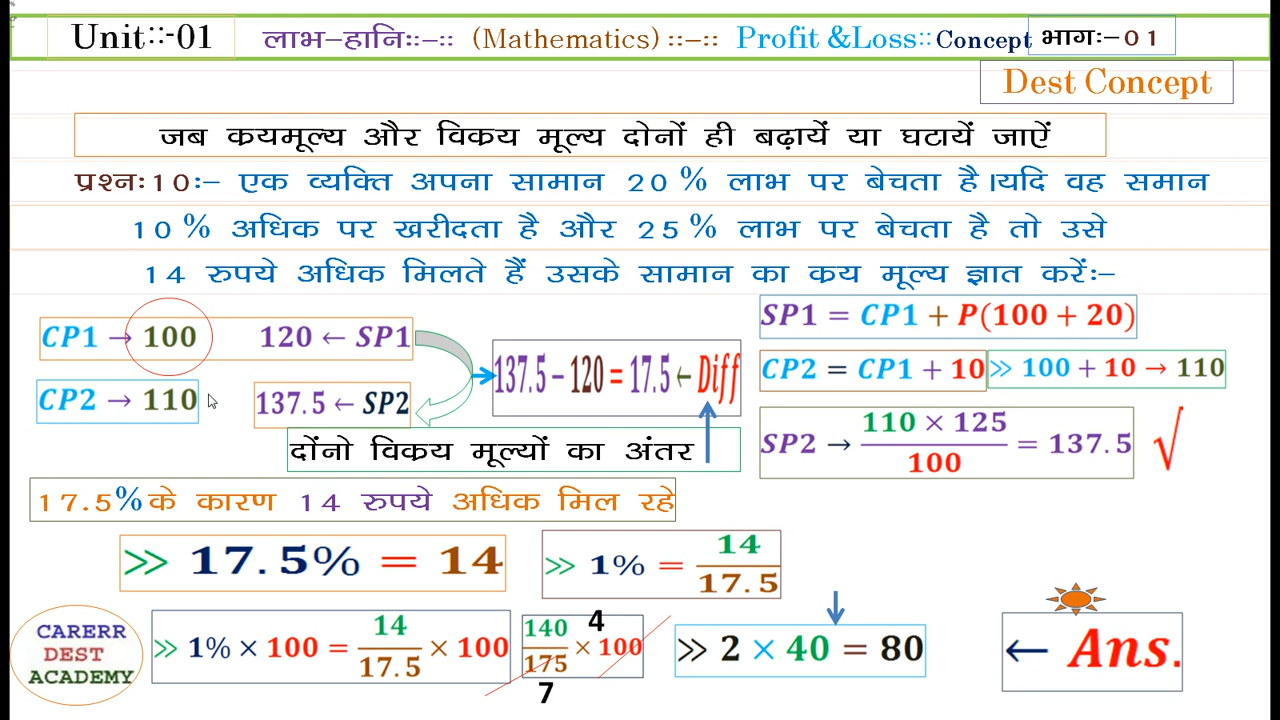 Unit::-01 लाभ-हानिः-:: (Mathematics) ::-:: Profit &Loss:: Concept भागः-01
Dest Concept
जब क्रयमूल्य और विक्रय मूल्य दोनों ही बढ़ायें या घटायें जाऐं
प्रश्नः10ः- एक व्यक्ति अपना सामान 20% लाभ पर बेचता है।यदि वह समान
10% अधिक पर खरीदता है और 25% लाभ पर बेचता है तो उसे
14 रुपये अधिक मिलते हैं उसके सामान का क्रय मूल्य ज्ञात करेंः-
CP1 → 100 120 ← SP1
CP2 → 110 137.5 ← SP2
137.5 − 120 = 17.5 ← Diff
दोंनो विक्रय मूल्यों का अंतर
SP1 = CP1 + P(100 + 20)
CP2 = CP1 + 10 ≫ 100 + 10 → 110
SP2 → 110 × 125 / 100 = 137.5 √
17.5% के कारण 14 रुपये अधिक मिल रहे
≫ 17.5% = 14
≫ 1% = 14 / 17.5
≫ 1% × 100 = 14 / 17.5 × 100
140 / 175 × 100
4
7
≫ 2 × 40 = 80
← Ans.
CARERR
DEST
ACADEMY